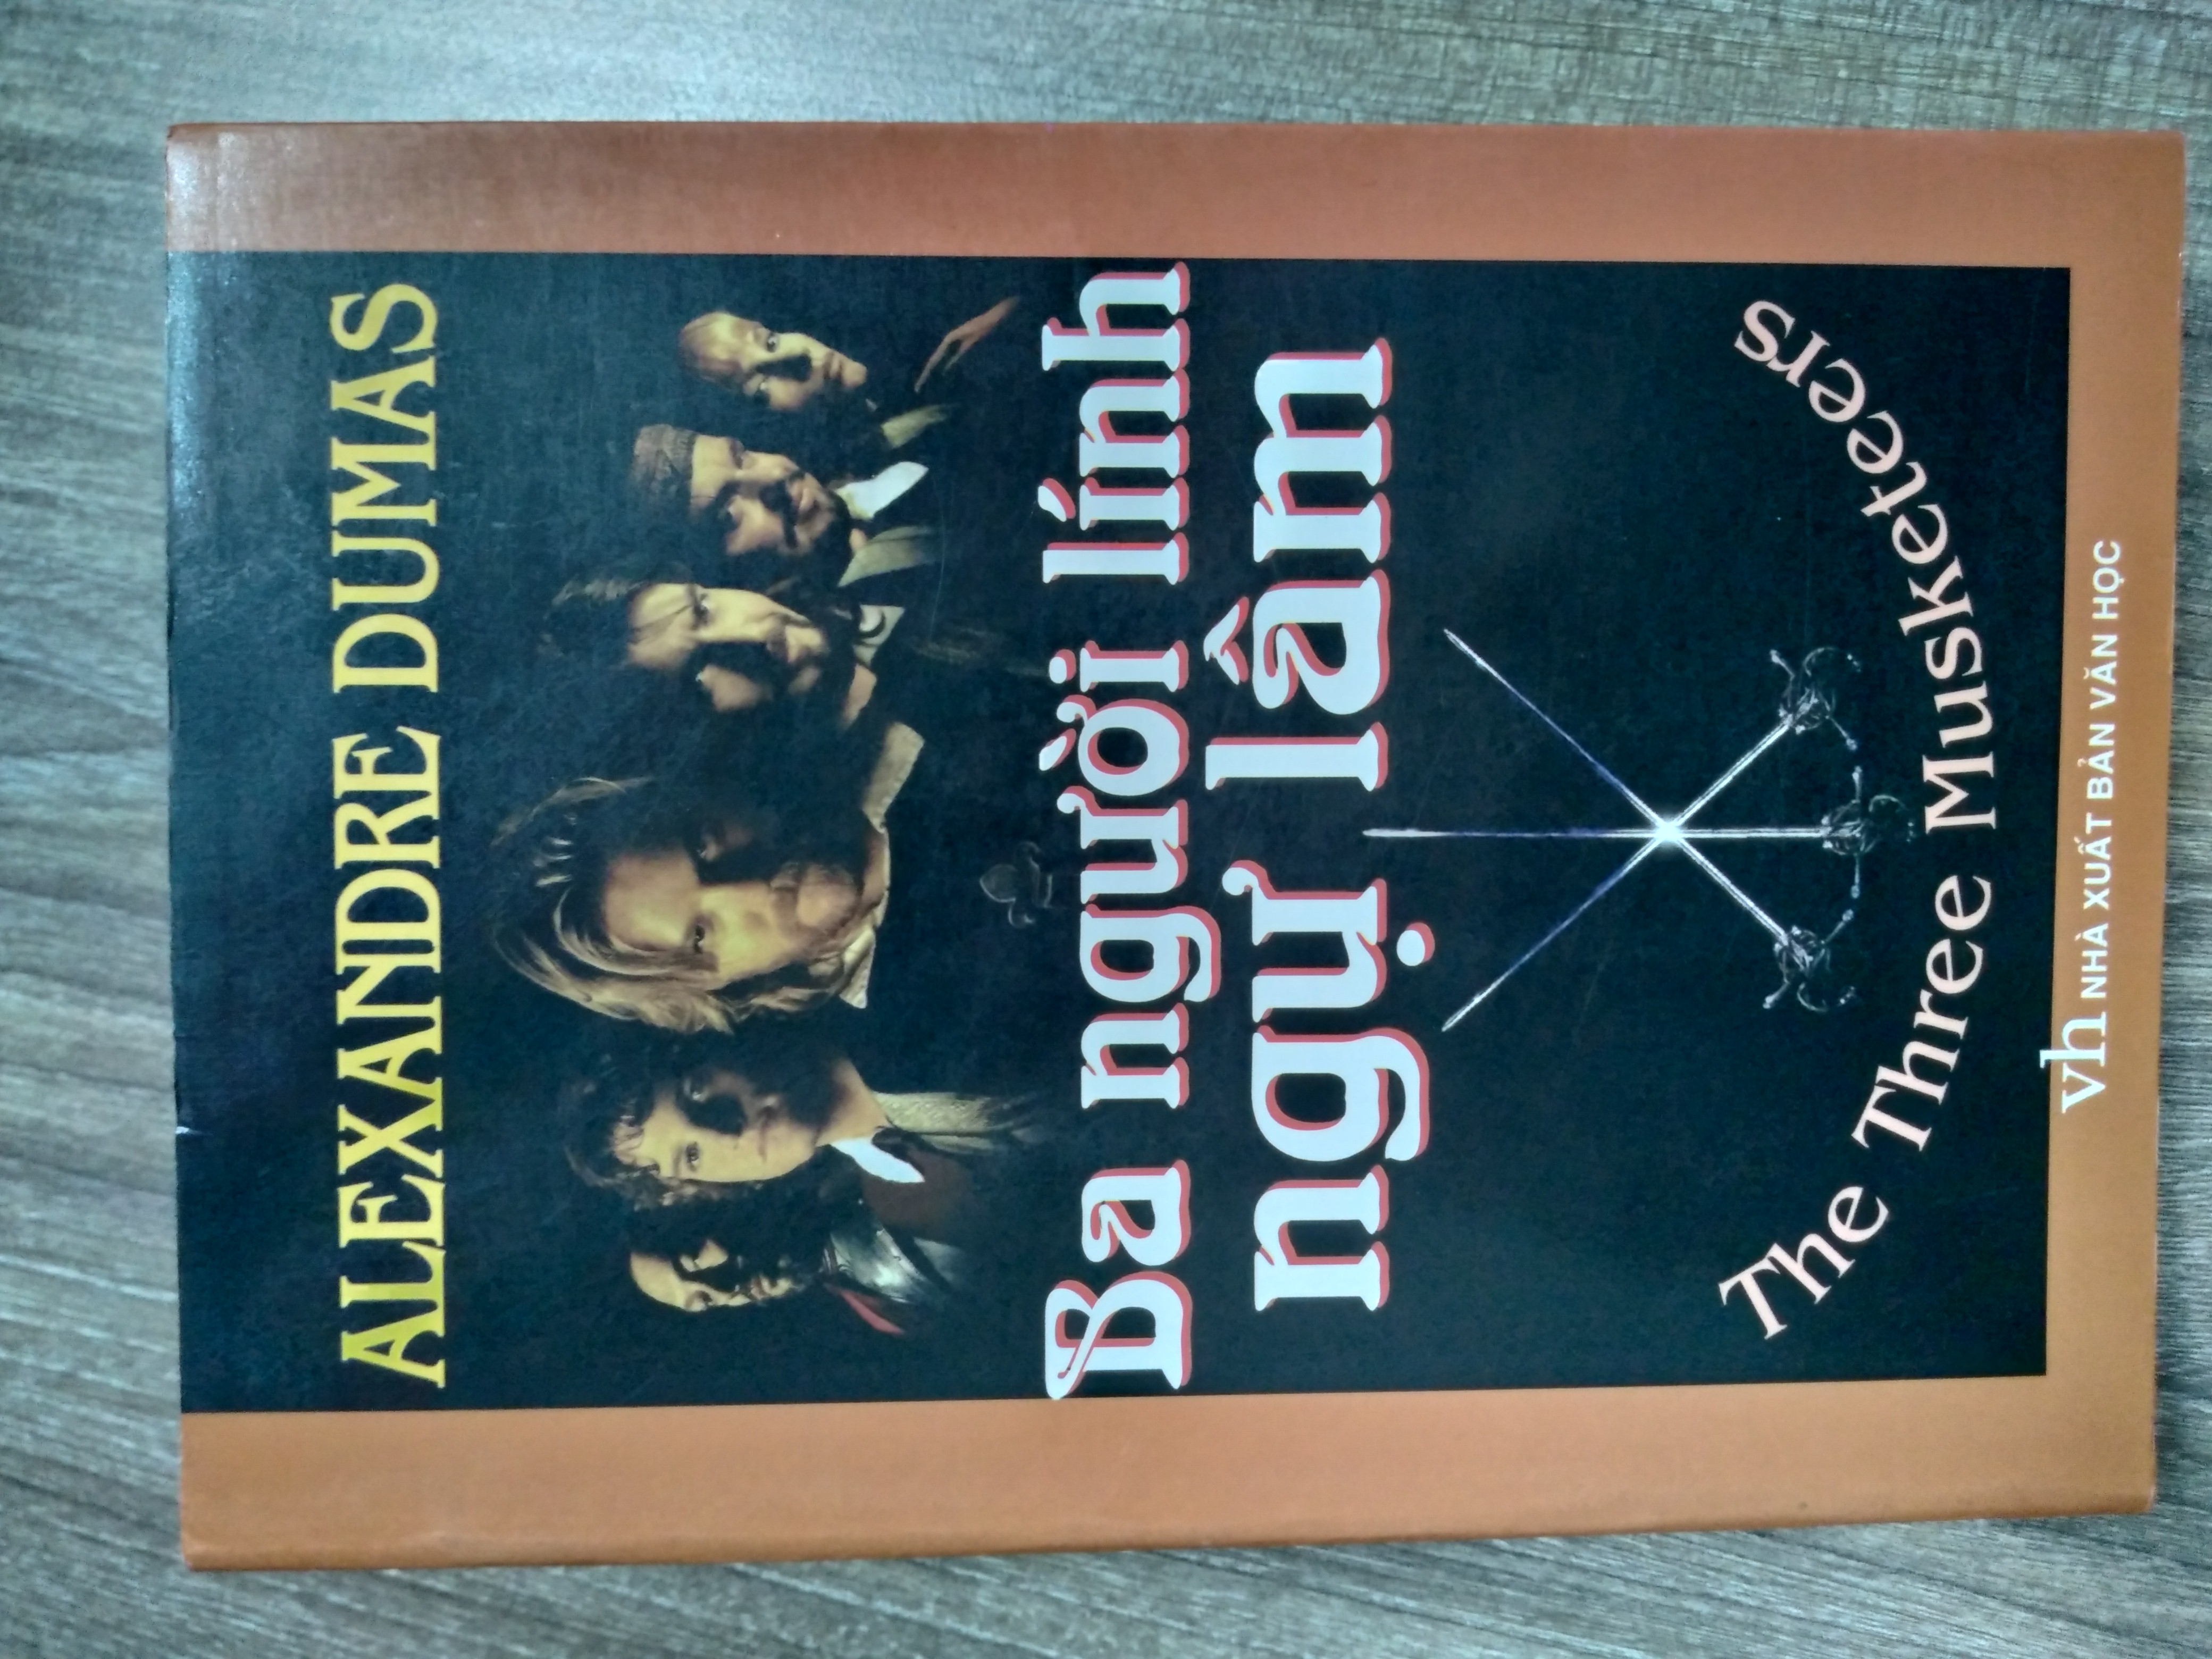 ALEXANDRE DUMAS
Ba người lính
ngự lâm
The Three Musketeers
vh NHÀ XUẤT BẢN VĂN HỌC